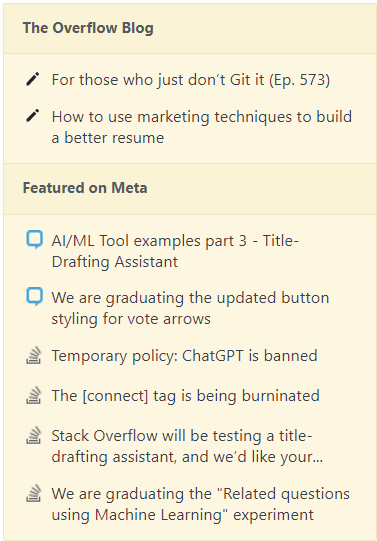 The Overflow Blog
For those who just don't Git it (Ep. 573)
How to use marketing techniques to build
a better resume
Featured on Meta
AI/ML Tool examples part 3 - Title-
Drafting Assistant
We are graduating the updated button
styling for vote arrows
Temporary policy: ChatGPT is banned
The [connect] tag is being burninated
Stack Overflow will be testing a title-
drafting assistant, and we'd like your...
We are graduating the "Related questions
using Machine Learning" experiment